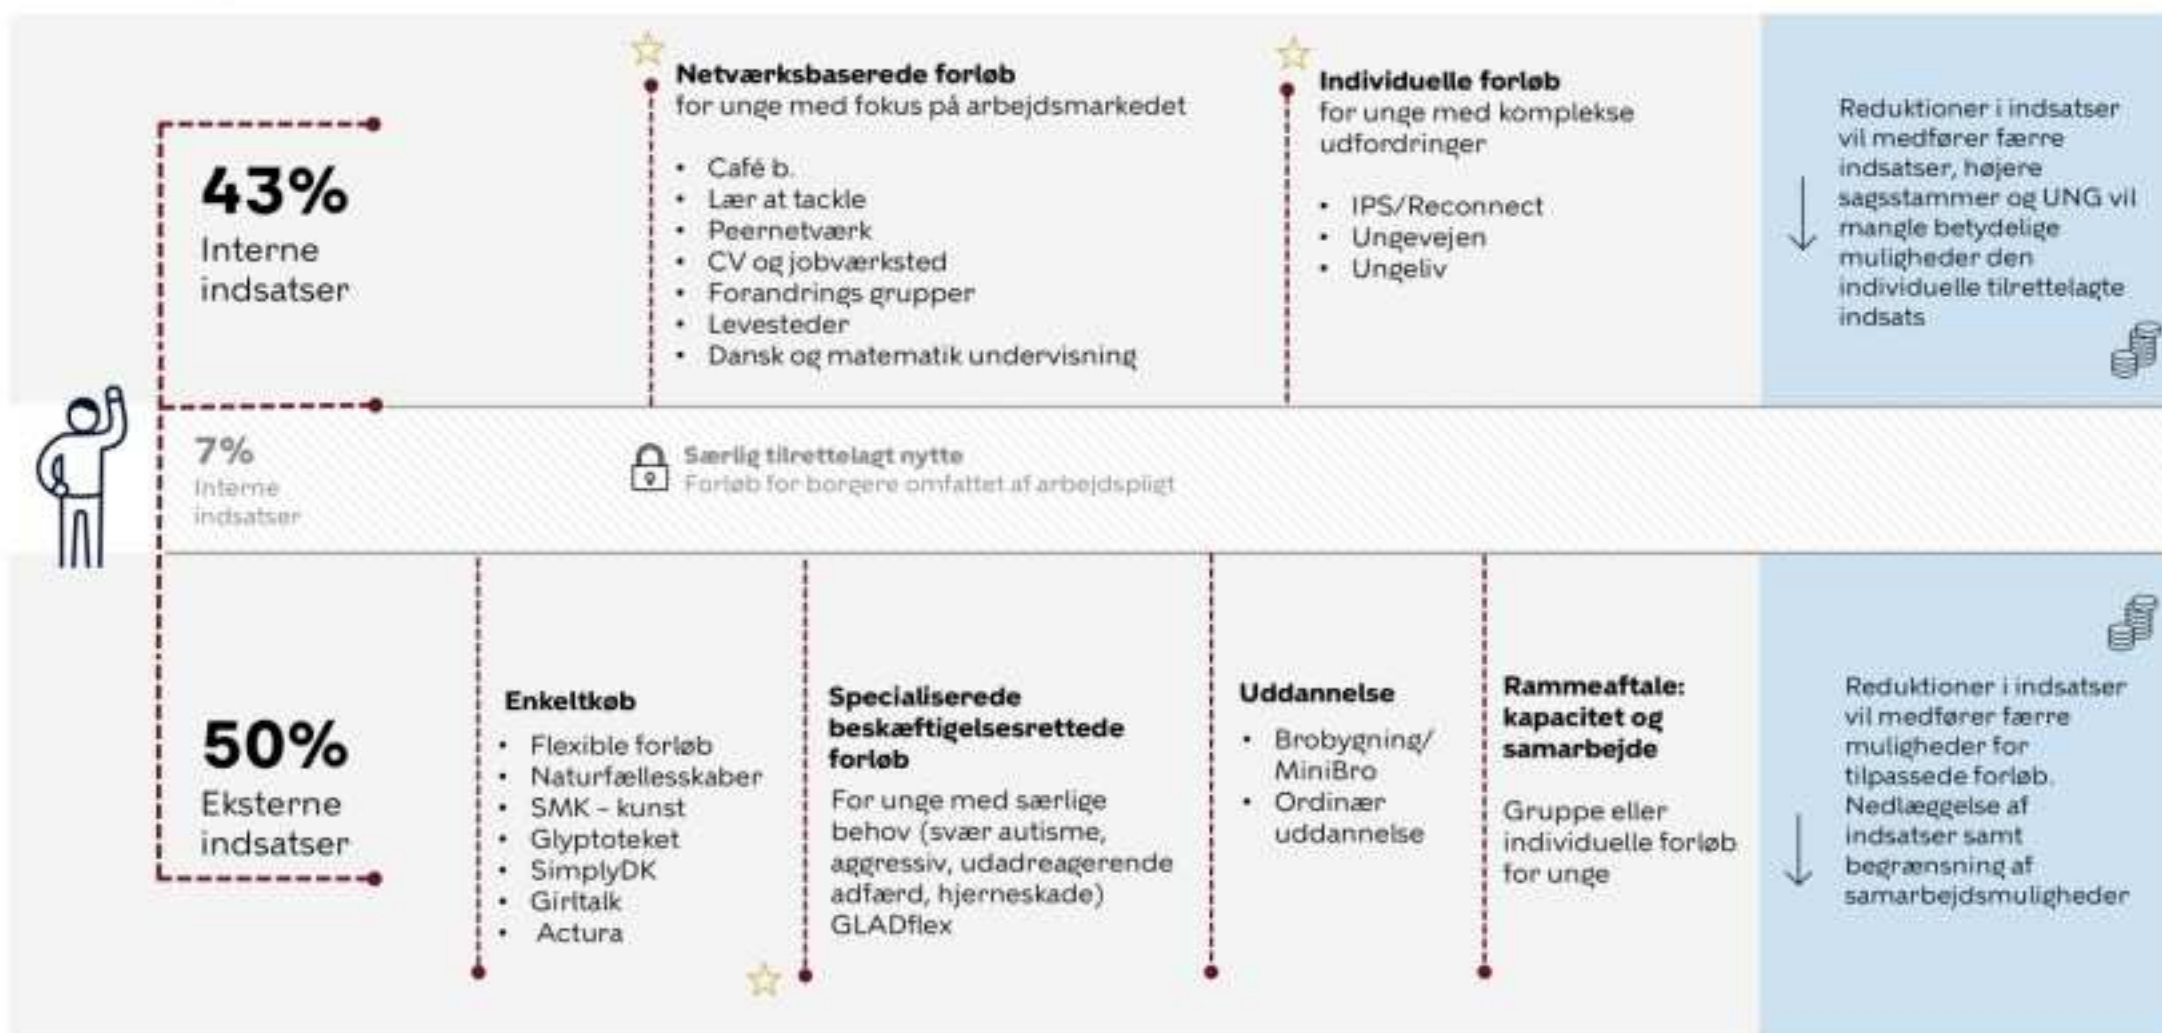 43%
Interne
indsatser
Netværksbaserede forløb
for unge med fokus på arbejdsmarkedet
• Café b.
• Lær at tackle
• Peernetværk
• CV og jobværksted
• Forandrings grupper
• Levesteder
• Dansk og matematik undervisning
Individuelle forløb
for unge med komplekse
udfordringer
• IPS/Reconnect
• Ungevejen
• Ungeliv
Reduktioner i indsatser
vil medfører færre
indsatser, højere
sagsstammer og UNG vil
mangle betydelige
muligheder den
individuelle tilrettelagte
indsats
7%
Interne
indsatser
Særlig tilrettelagt nytte
Forløb for borgere omfattet af arbejdspligt
50%
Eksterne
indsatser
Enkeltkøb
• Flexible forløb
• Naturfællesskaber
• SMK - kunst
• Glyptoteket
• SimplyDK
• Girltalk
• Actura
Specialiserede
beskæftigelsesrettede
forløb
For unge med særlige
behov (svær autisme,
aggressiv, udadreagerende
adfærd, hjerneskade)
GLADflex
Uddannelse
• Brobygning/
MiniBro
• Ordinær
uddannelse
Rammeaftale:
kapacitet og
samarbejde
Gruppe eller
individuelle forløb
for unge
Reduktioner i indsatser
vil medfører færre
muligheder for
tilpassede forløb.
Nedlæggelse af
indsatser samt
begrænsning af
samarbejdsmuligheder